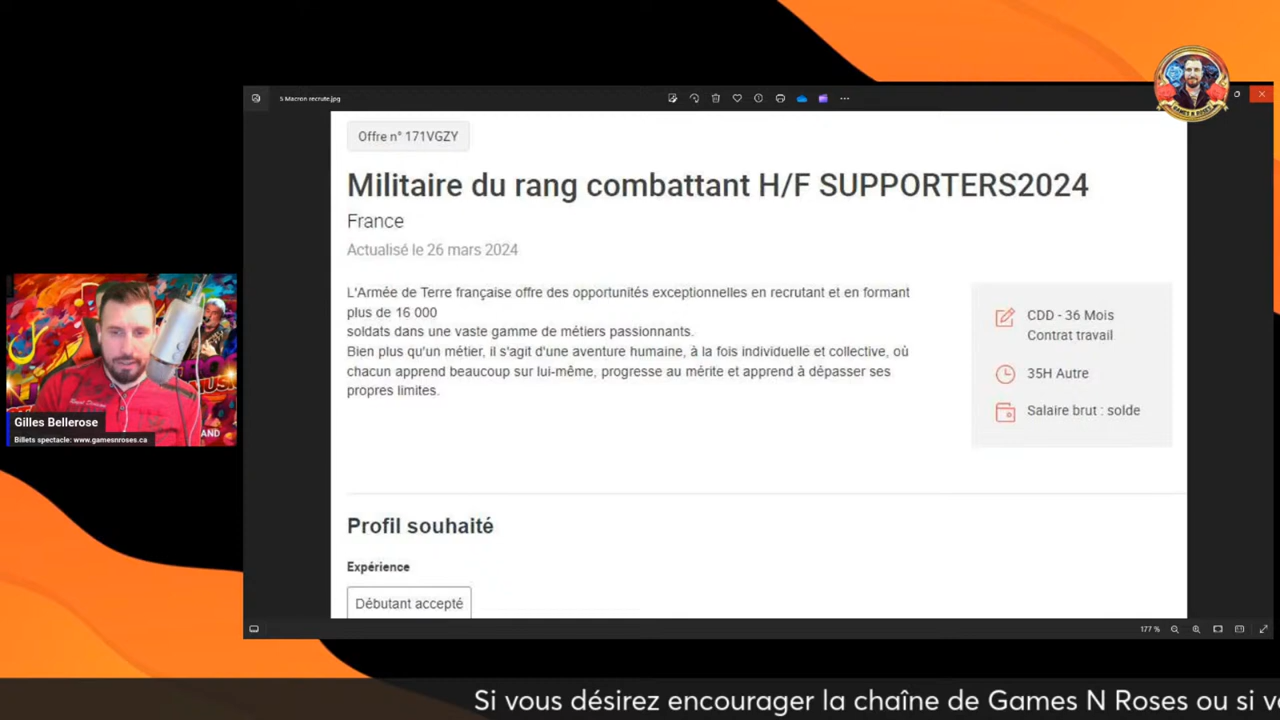 GAMES N ROSES
5 Macron recrute.jpg
Offre n° 171VGZY
Militaire du rang combattant H/F SUPPORTERS2024
France
Actualisé le 26 mars 2024
L'Armée de Terre française offre des opportunités exceptionnelles en recrutant et en formant
plus de 16 000
soldats dans une vaste gamme de métiers passionnants.
Bien plus qu'un métier, il s'agit d'une aventure humaine, à la fois individuelle et collective, où
chacun apprend beaucoup sur lui-même, progresse au mérite et apprend à dépasser ses
propres limites.
CDD - 36 Mois
Contrat travail
35H Autre
Salaire brut : solde
Profil souhaité
Expérience
Débutant accepté
Gilles Bellerose
Billets spectacle: www.gamesnroses.ca
AND
177 %
Si vous désirez encourager la chaîne de Games N Roses ou si v